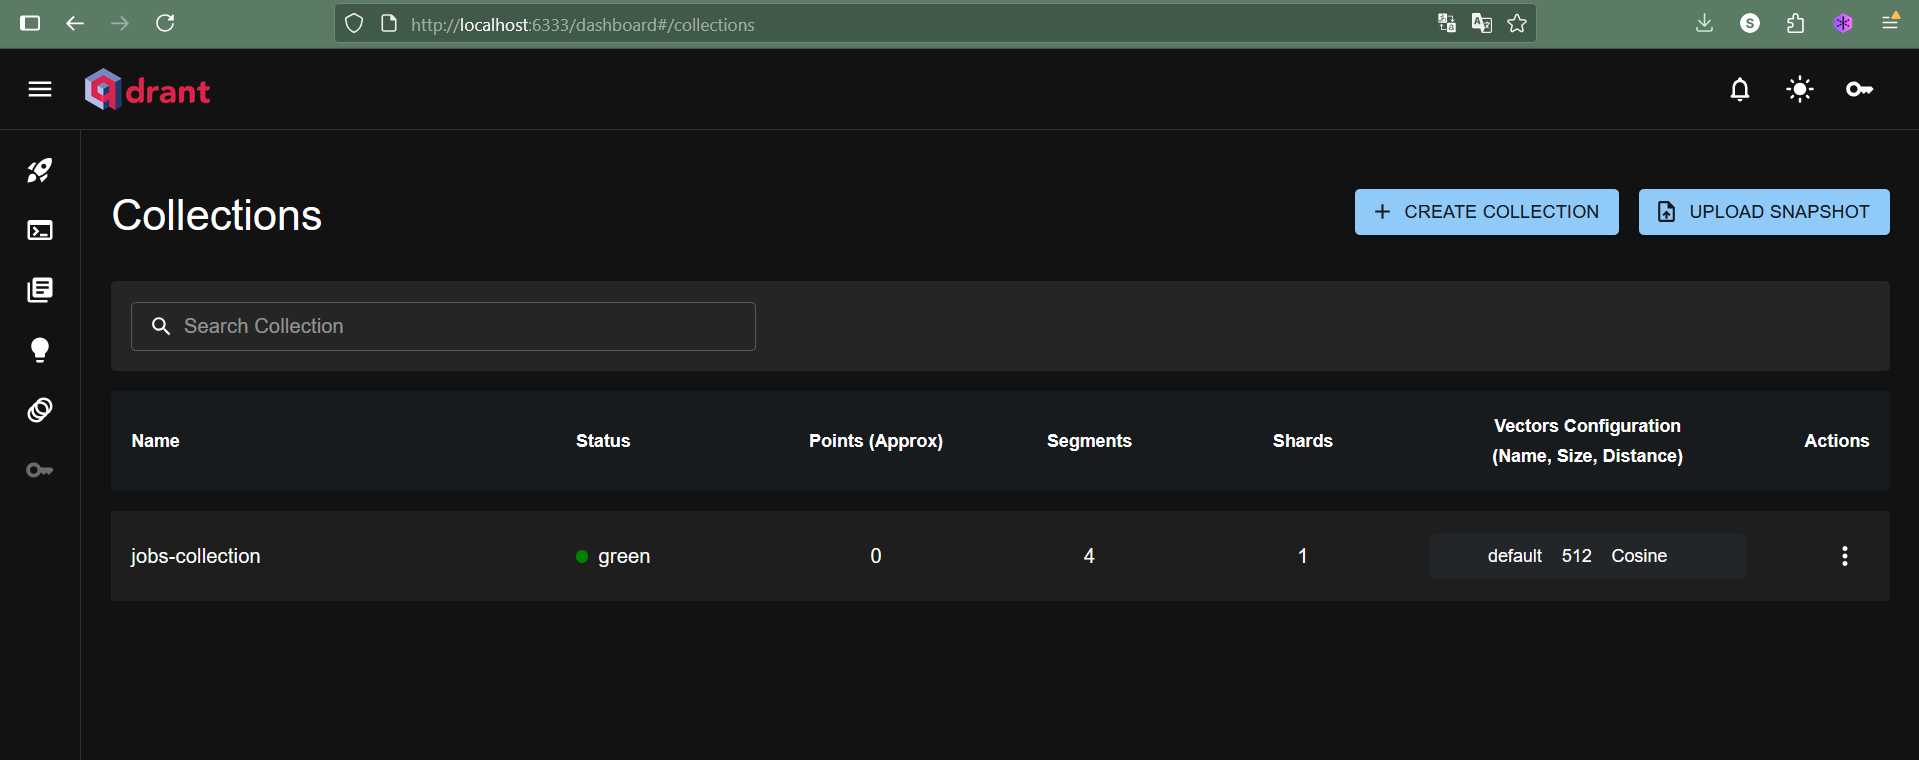 http://localhost:6333/dashboard#/collections
S
qdrant
Collections
CREATE COLLECTION
UPLOAD SNAPSHOT
Search Collection
Name
Status
Points (Approx)
Segments
Shards
Vectors Configuration
(Name, Size, Distance)
Actions
jobs-collection
green
0
4
1
default 512 Cosine